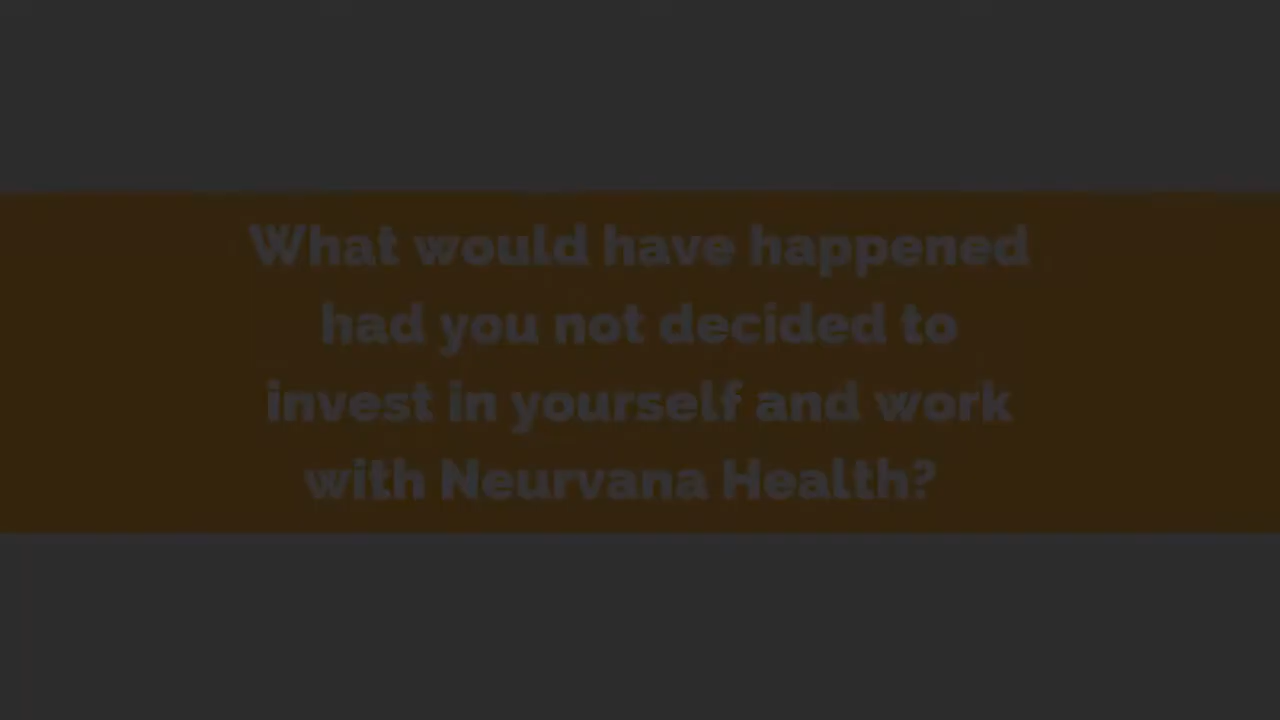 What would have happened
had you not decided to
invest in yourself and work
with Neurvana Health?